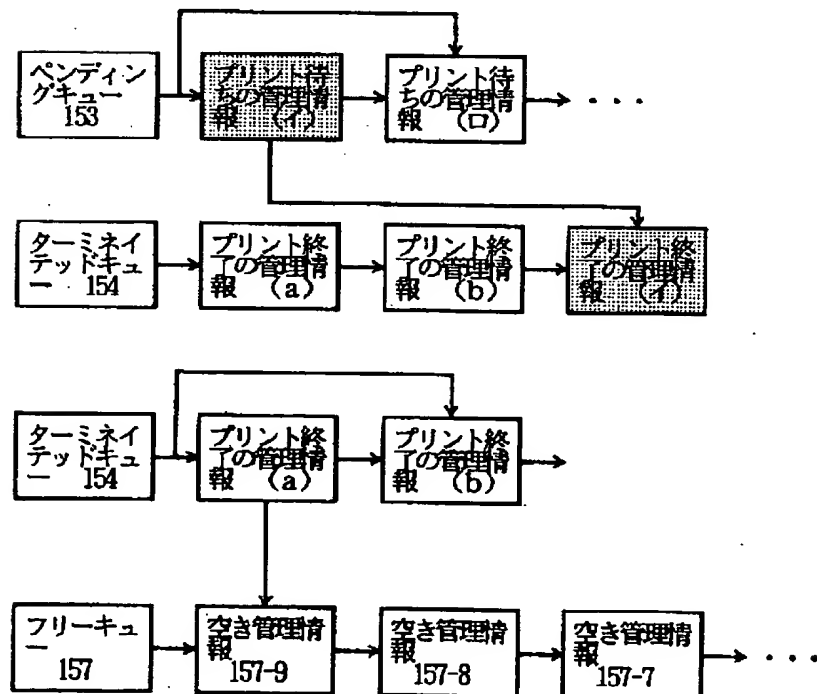 ペンディン
グキュー
153
プリント待
ちの管理情
報 (イ)
プリント待
ちの管理情
報 (ロ)
・・・
ターミネイ
テッドキュ
ー 154
プリント終
了の管理情
報 (a)
プリント終
了の管理情
報 (b)
プリント終
了の管理情
報 (イ)
ターミネイ
テッドキュ
ー 154
プリント終
了の管理情
報 (a)
プリント終
了の管理情
報 (b)
フリーキュ
ー
157
空き管理情
報
157-9
空き管理情
報
157-8
空き管理情
報
157-7
・・・